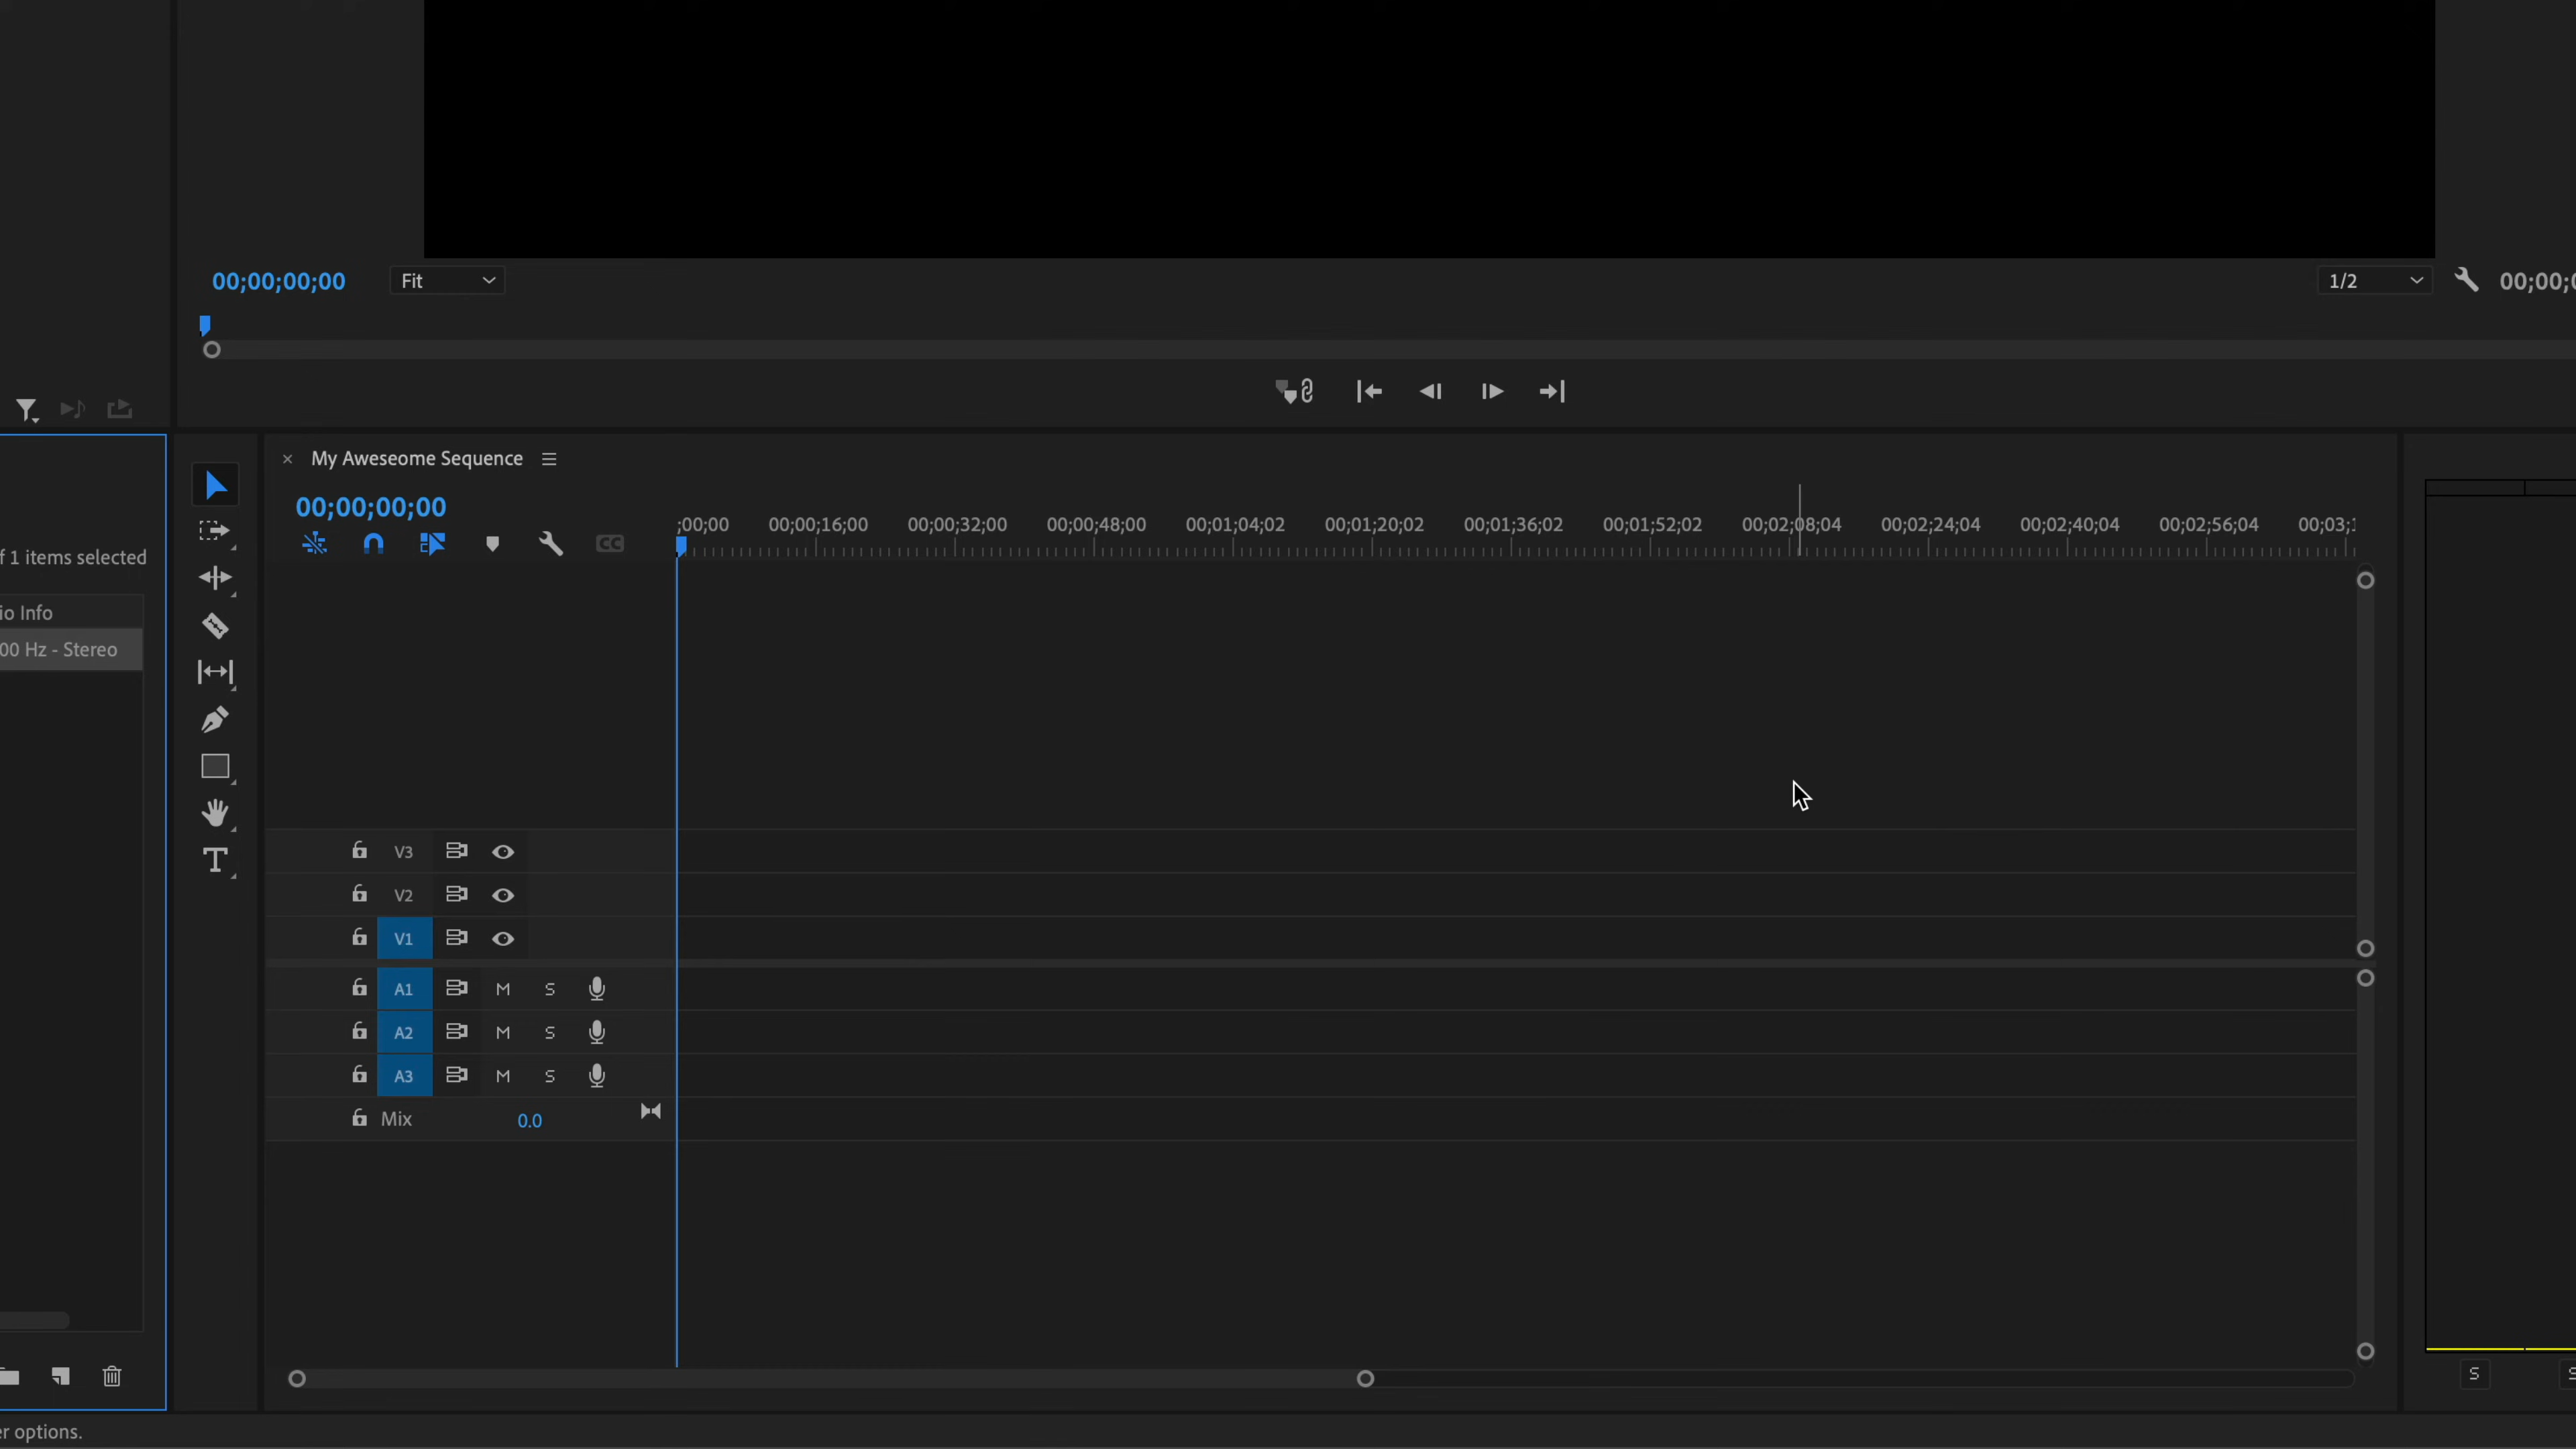 00;00;00;00 Fit 1/2 00;00;0
My Aweseome Sequence
00;00;00;00
;00;00 00;00;16;00 00;00;32;00 00;00;48;00 00;01;04;02 00;01;20;02 00;01;36;02 00;01;52;02 00;02;08;04 00;02;24;04 00;02;40;04 00;02;56;04 00;03;1
CC
f 1 items selected
io Info
00 Hz - Stereo
T
V3
V2
V1
A1 M S
A2 M S
A3 M S
Mix 0.0
S S
er options.